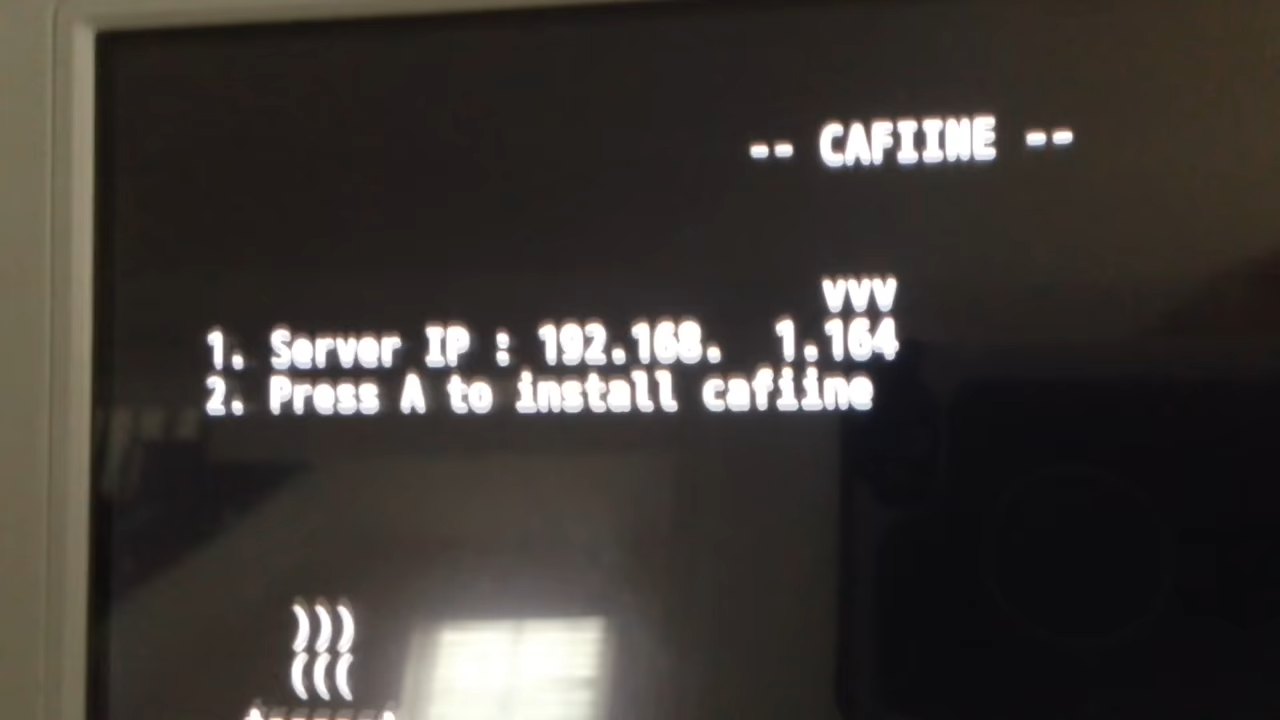 -- CAFIINE --
vvv
1. Server IP : 192.168.  1.164
2. Press A to install cafiine
)))
(((